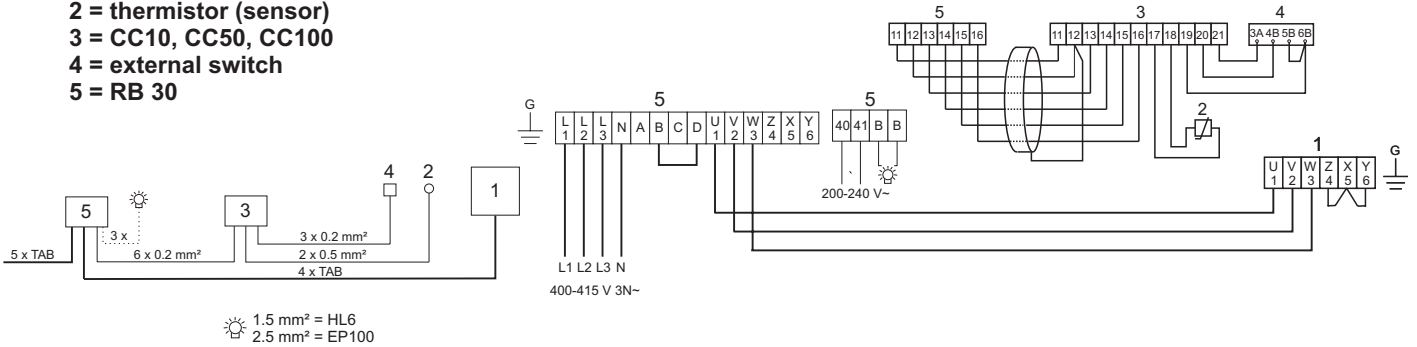 2 = thermistor (sensor)
3 = CC10, CC50, CC100
4 = external switch
5 = RB 30
5 3 4
11 12 13 14 15 16
11 12 13 14 15 16 17 18 19 20 21
3A 4B 5B 6B
2
G
5
L1 L2 L3 N A B C D U1 V2 W3 Z4 X5 Y6
5
40 41 B B
200-240 V~
L1 L2 L3 N
400-415 V 3N~
1
G
U1 V2 W3 Z4 X5 Y6
4 2
5 3 1
3 x
5 x TAB
6 x 0.2 mm²
3 x 0.2 mm²
2 x 0.5 mm²
4 x TAB
1.5 mm² = HL6
2.5 mm² = EP100